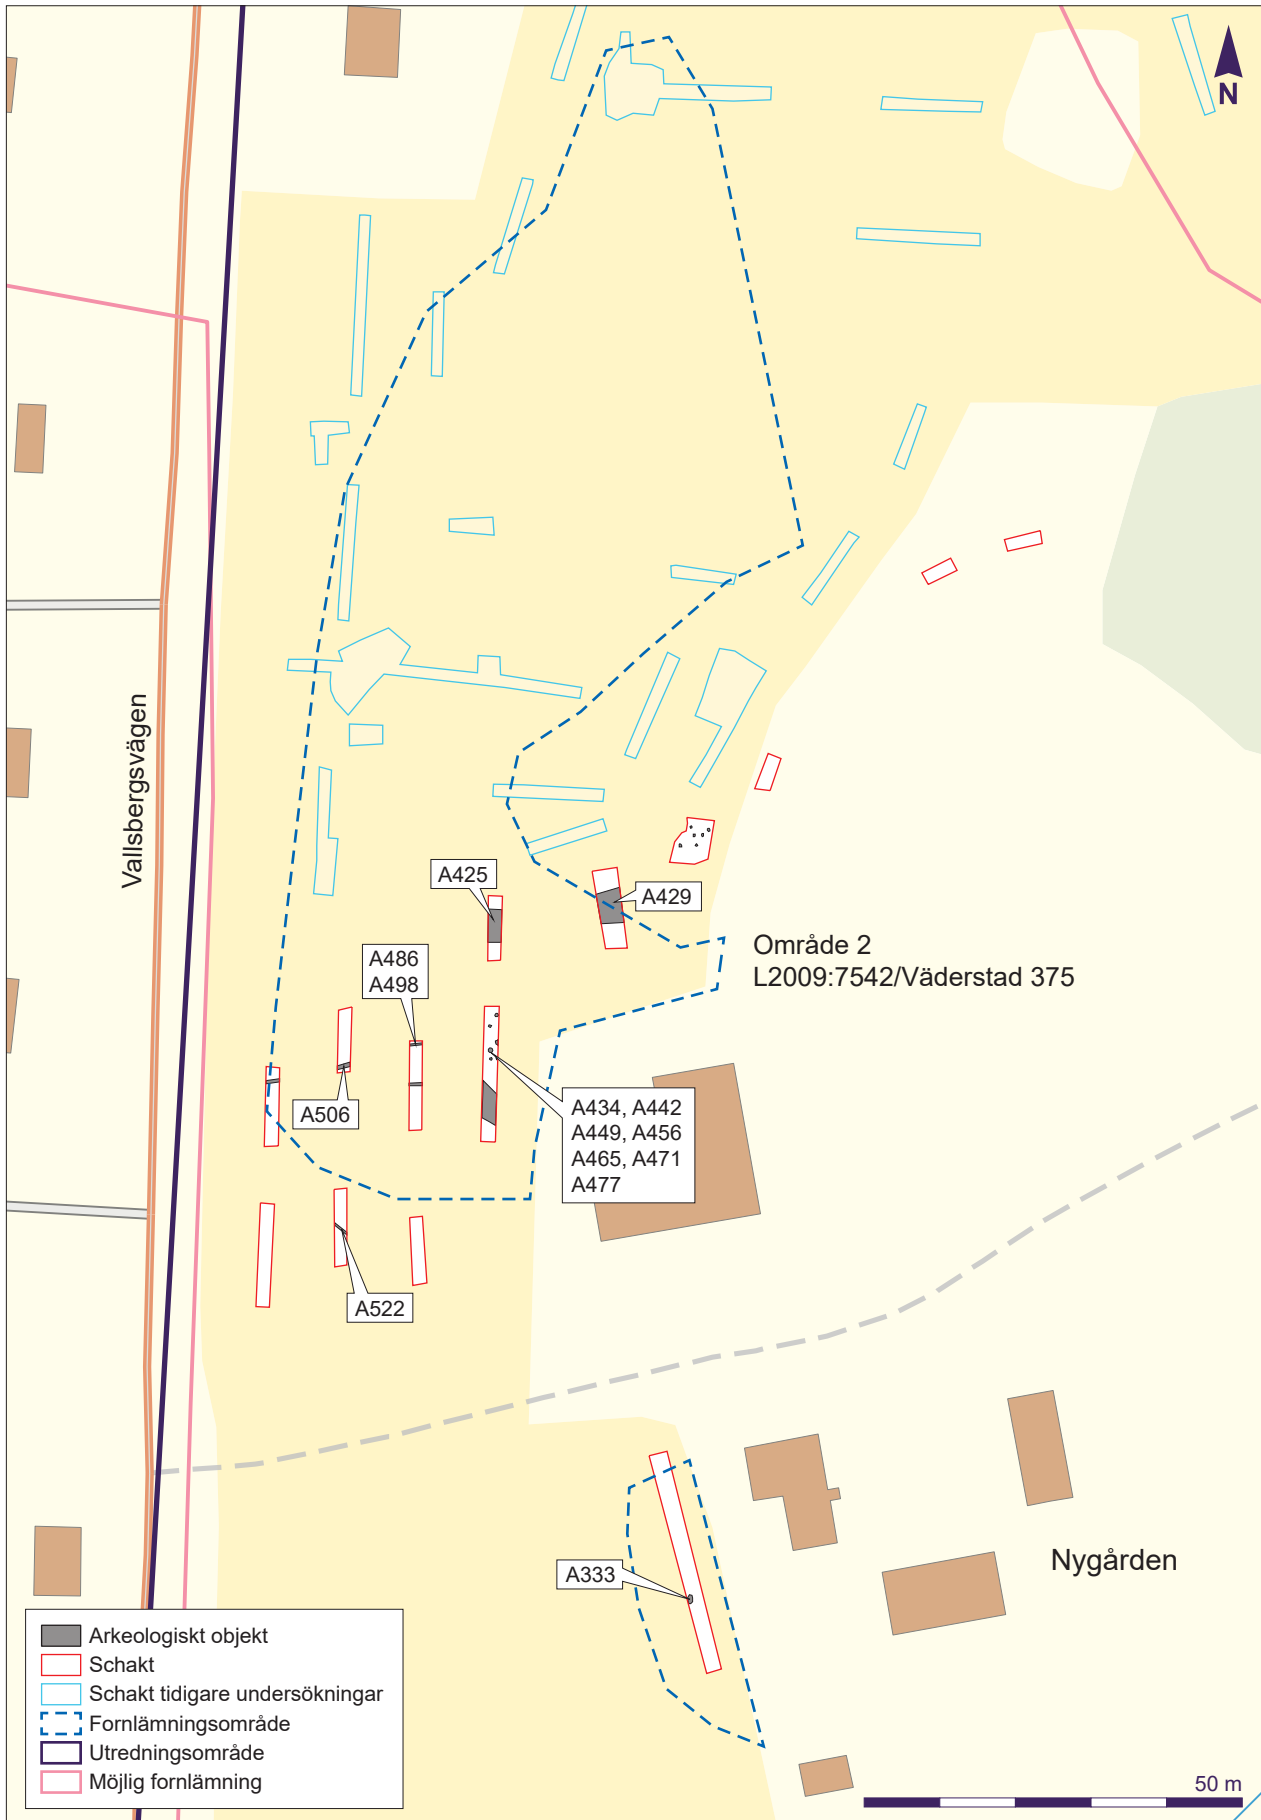 N
Vallsbergsvägen
A425
A429
A486
A498
Område 2
L2009:7542/Väderstad 375
A506
A434, A442
A449, A456
A465, A471
A477
A522
A333
Nygården
Arkeologiskt objekt
Schakt
Schakt tidigare undersökningar
Fornlämningsområde
Utredningsområde
Möjlig fornlämning
50 m